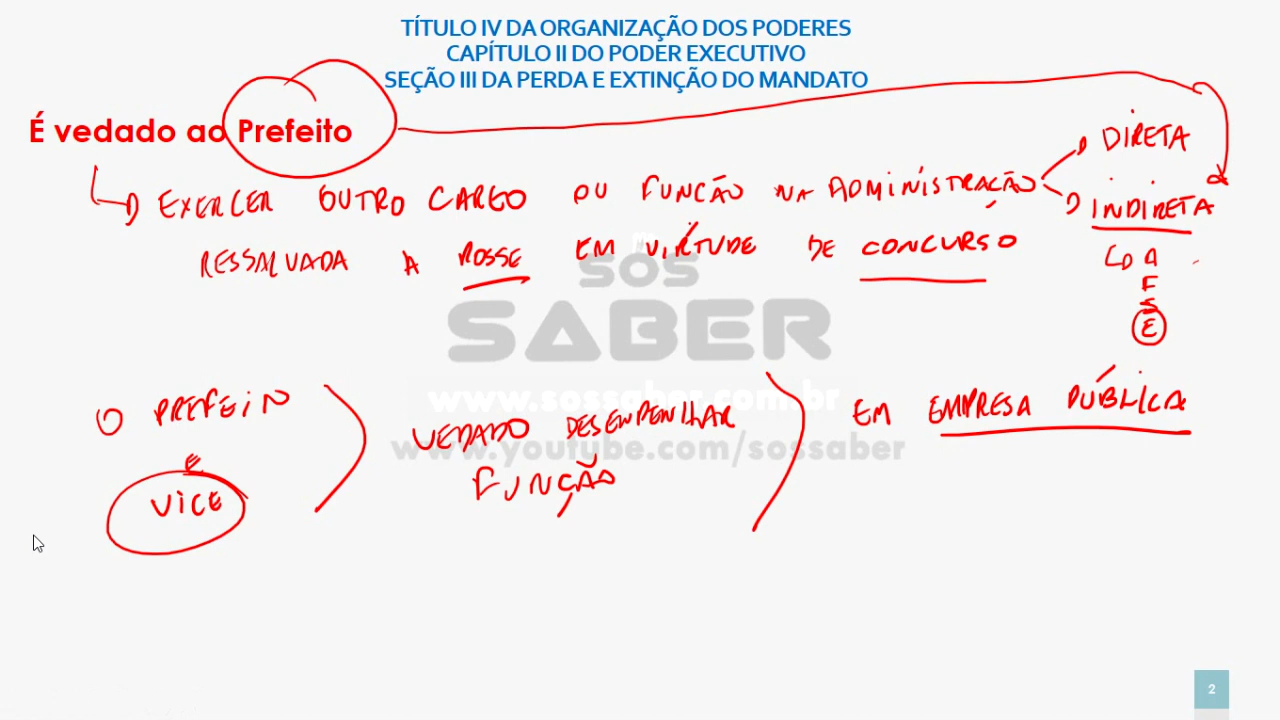 TÍTULO IV DA ORGANIZAÇÃO DOS PODERES
CAPÍTULO II DO PODER EXECUTIVO
SEÇÃO III DA PERDA E EXTINÇÃO DO MANDATO
É vedado ao Prefeito
EXERCER OUTRO CARGO OU FUNÇÃO NA ADMINISTRAÇÃO
DIRETA
INDIRETA
RESSALVADA A POSSE EM VIRTUDE DE CONCURSO
A
F
S
E
SOS
SABER
www.sossaber.com.br
www.youtube.com/sossaber
O PREFEITO
E
VICE
VEDADO DESEMPENHAR
FUNÇÃO
EM EMPRESA PÚBLICA
2